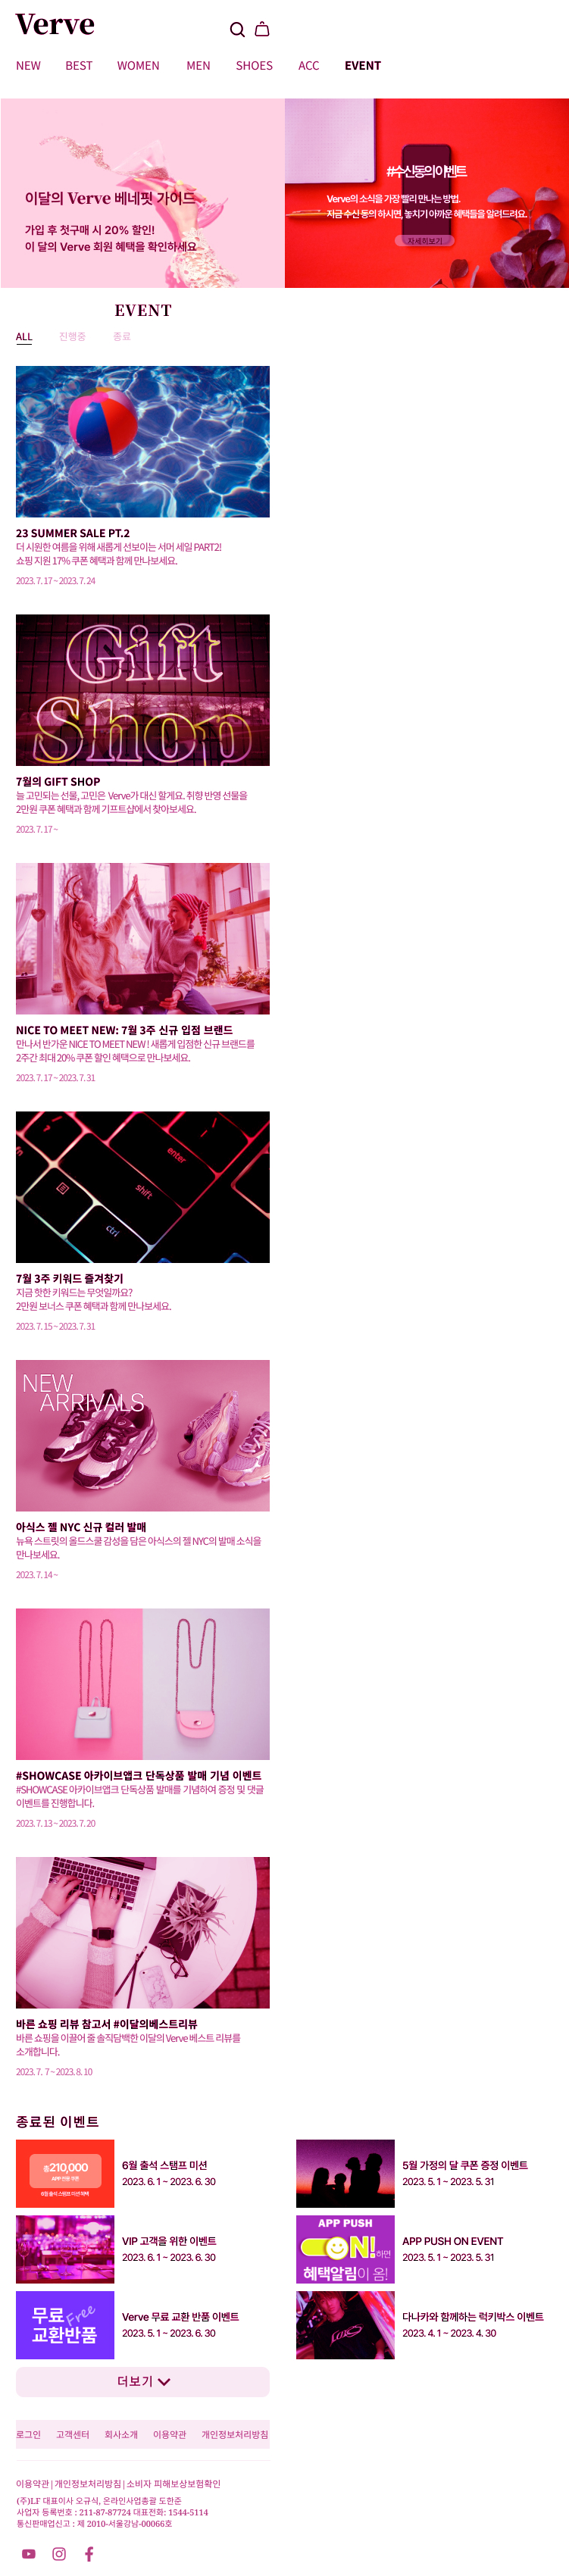 Verve
NEW BEST WOMEN MEN SHOES ACC EVENT
이달의 Verve 베네핏 가이드
가입 후 첫구매 시 20% 할인!
이 달의 Verve 회원 혜택을 확인하세요
#수신동의이벤트
Verve의 소식을 가장 빨리 만나는 방법.
지금 수신 동의 하시면, 놓치기 아까운 혜택들을 알려드려요.
자세히보기
EVENT
ALL 진행중 종료
23 SUMMER SALE PT.2
더 시원한 여름을 위해 새롭게 선보이는 서머 세일 PART2!
쇼핑 지원 17% 쿠폰 혜택과 함께 만나보세요.
2023. 7. 17 ~ 2023. 7. 24
Gift
Shop
7월의 GIFT SHOP
늘 고민되는 선물, 고민은 Verve가 대신 할게요. 취향 반영 선물을
2만원 쿠폰 혜택과 함께 기프트샵에서 찾아보세요.
2023. 7. 17 ~
NICE TO MEET NEW: 7월 3주 신규 입점 브랜드
만나서 반가운 NICE TO MEET NEW ! 새롭게 입점한 신규 브랜드를
2주간 최대 20% 쿠폰 할인 혜택으로 만나보세요.
2023. 7. 17 ~ 2023. 7. 31
enter
shift
ctrl
fn
7월 3주 키워드 즐겨찾기
지금 핫한 키워드는 무엇일까요?
2만원 보너스 쿠폰 혜택과 함께 만나보세요.
2023. 7. 15 ~ 2023. 7. 31
NEW
ARRIVALS
아식스 젤 NYC 신규 컬러 발매
뉴욕 스트릿의 올드스쿨 감성을 담은 아식스의 젤 NYC의 발매 소식을
만나보세요.
2023. 7. 14 ~
#SHOWCASE 아카이브앱크 단독상품 발매 기념 이벤트
#SHOWCASE 아카이브앱크 단독상품 발매를 기념하여 증정 및 댓글
이벤트를 진행합니다.
2023. 7. 13 ~ 2023. 7. 20
바른 쇼핑 리뷰 참고서 #이달의베스트리뷰
바른 쇼핑을 이끌어 줄 솔직담백한 이달의 Verve 베스트 리뷰를
소개합니다.
2023. 7. 7 ~ 2023. 8. 10
종료된 이벤트
총210,000
APP 전용 쿠폰
6월 출석 스탬프 미션 혜택
6월 출석 스탬프 미션
2023. 6. 1 ~ 2023. 6. 30
5월 가정의 달 쿠폰 증정 이벤트
2023. 5. 1 ~ 2023. 5. 31
VIP 고객을 위한 이벤트
2023. 6. 1 ~ 2023. 6. 30
APP PUSH
ON!하면
혜택알림이 옴!
APP PUSH ON EVENT
2023. 5. 1 ~ 2023. 5. 31
무료 Free
교환반품
Verve 무료 교환 반품 이벤트
2023. 5. 1 ~ 2023. 6. 30
다나카와 함께하는 럭키박스 이벤트
2023. 4. 1 ~ 2023. 4. 30
더보기
로그인 고객센터 회사소개 이용약관 개인정보처리방침
이용약관 | 개인정보처리방침 | 소비자 피해보상보험확인
(주)LF 대표이사 오규식, 온라인사업총괄 도한준
사업자 등록번호 : 211-87-87724 대표전화: 1544-5114
통신판매업신고 : 제 2010-서울강남-00066호